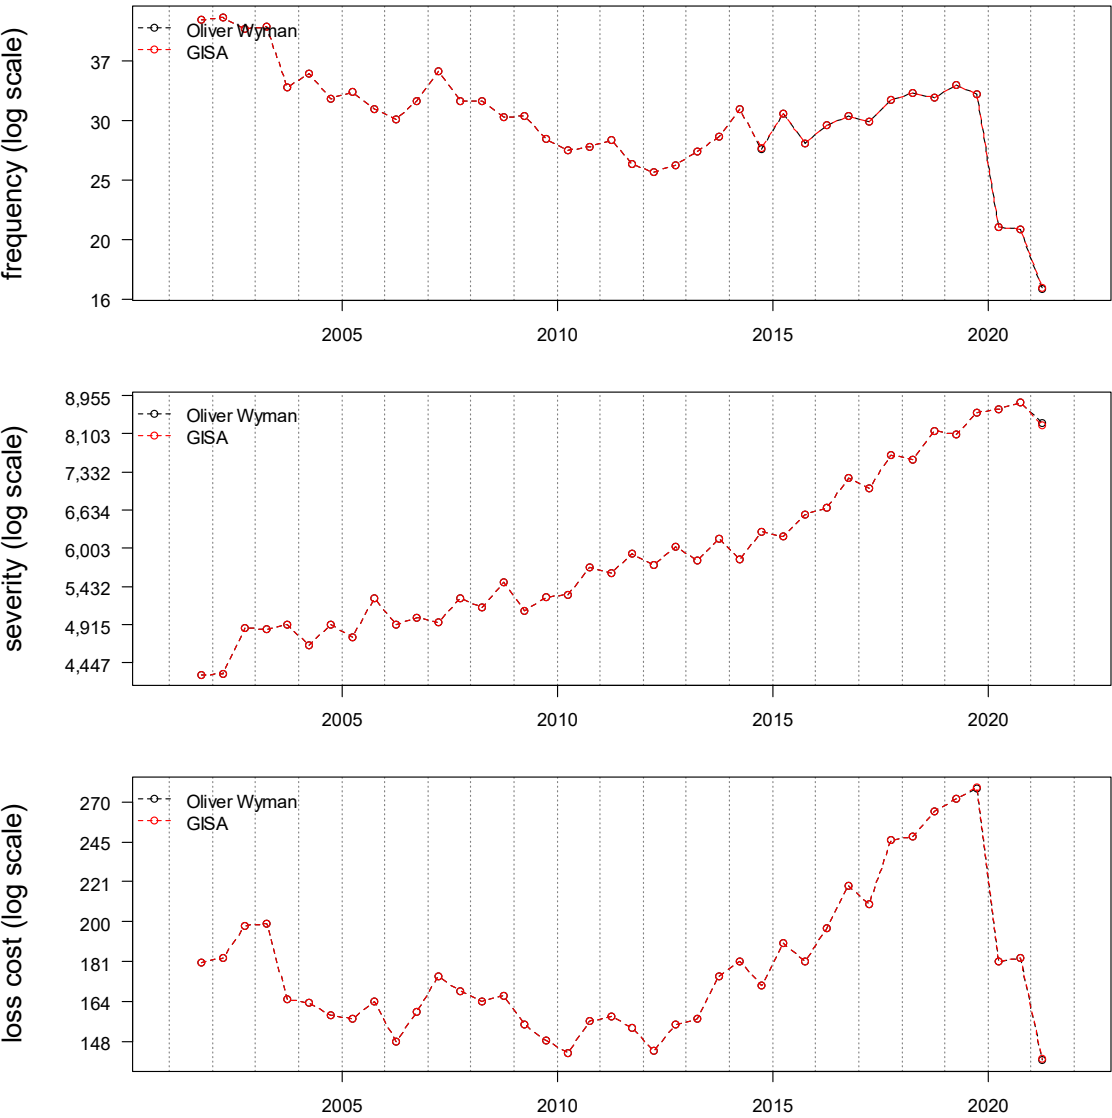 frequency (log scale)
Oliver Wyman
GISA
37
30
25
20
16
2005 2010 2015 2020
severity (log scale)
Oliver Wyman
GISA
8,955
8,103
7,332
6,634
6,003
5,432
4,915
4,447
2005 2010 2015 2020
loss cost (log scale)
Oliver Wyman
GISA
270
245
221
200
181
164
148
2005 2010 2015 2020